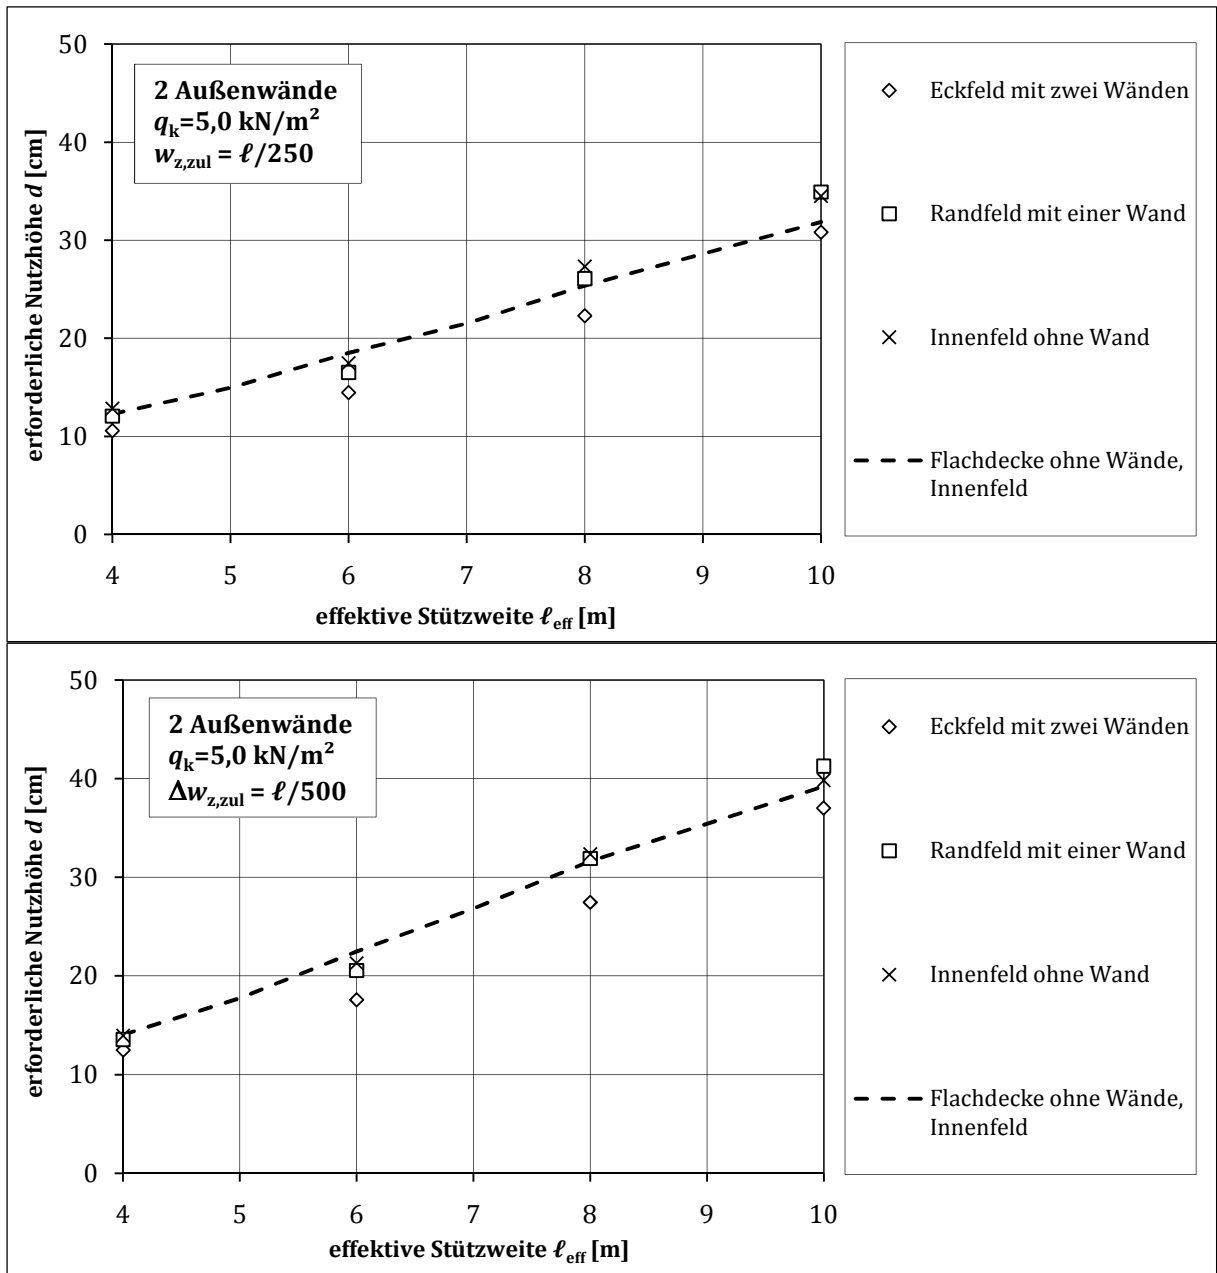 50
40
30
20
10
0
erforderliche Nutzhöhe d [cm]
2 Außenwände
qk=5,0 kN/m²
wz,zul = ℓ/250
4 5 6 7 8 9 10
effektive Stützweite ℓeff [m]
Eckfeld mit zwei Wänden
Randfeld mit einer Wand
Innenfeld ohne Wand
Flachdecke ohne Wände,
Innenfeld
50
40
30
20
10
0
erforderliche Nutzhöhe d [cm]
2 Außenwände
qk=5,0 kN/m²
Δwz,zul = ℓ/500
4 5 6 7 8 9 10
effektive Stützweite ℓeff [m]
Eckfeld mit zwei Wänden
Randfeld mit einer Wand
Innenfeld ohne Wand
Flachdecke ohne Wände,
Innenfeld